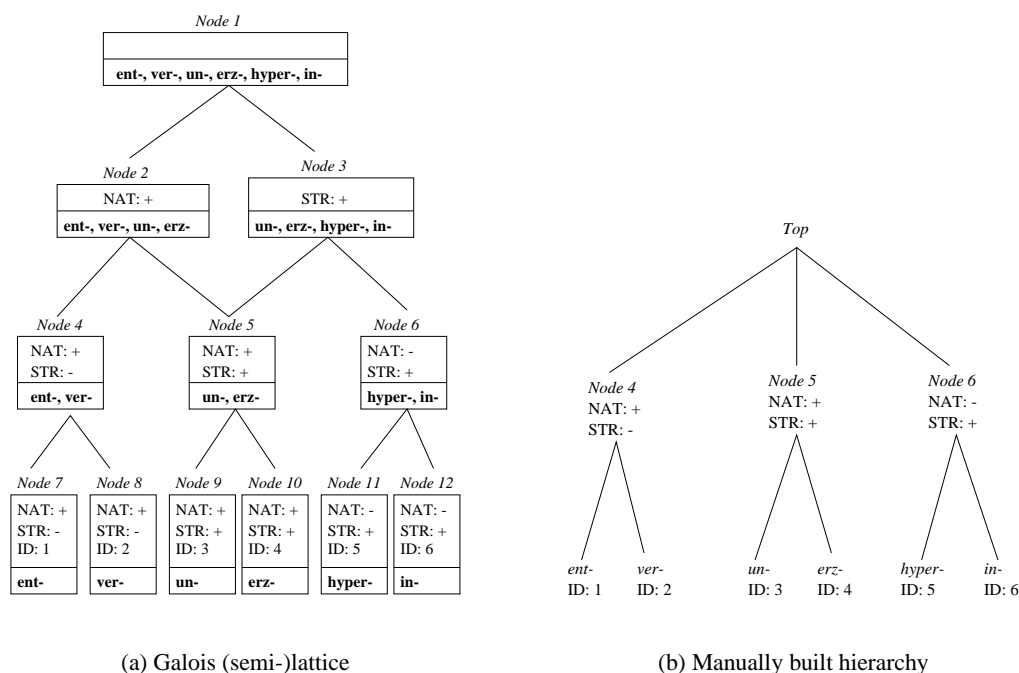 Node 1
ent-, ver-, un-, erz-, hyper-, in-
Node 2
NAT: +
ent-, ver-, un-, erz-
Node 3
STR: +
un-, erz-, hyper-, in-
Node 4
NAT: +
STR: -
ent-, ver-
Node 5
NAT: +
STR: +
un-, erz-
Node 6
NAT: -
STR: +
hyper-, in-
Node 7
NAT: +
STR: -
ID: 1
ent-
Node 8
NAT: +
STR: -
ID: 2
ver-
Node 9
NAT: +
STR: +
ID: 3
un-
Node 10
NAT: +
STR: +
ID: 4
erz-
Node 11
NAT: -
STR: +
ID: 5
hyper-
Node 12
NAT: -
STR: +
ID: 6
in-
(a) Galois (semi-)lattice
Top
Node 4
NAT: +
STR: -
Node 5
NAT: +
STR: +
Node 6
NAT: -
STR: +
ent-
ID: 1
ver-
ID: 2
un-
ID: 3
erz-
ID: 4
hyper-
ID: 5
in-
ID: 6
(b) Manually built hierarchy